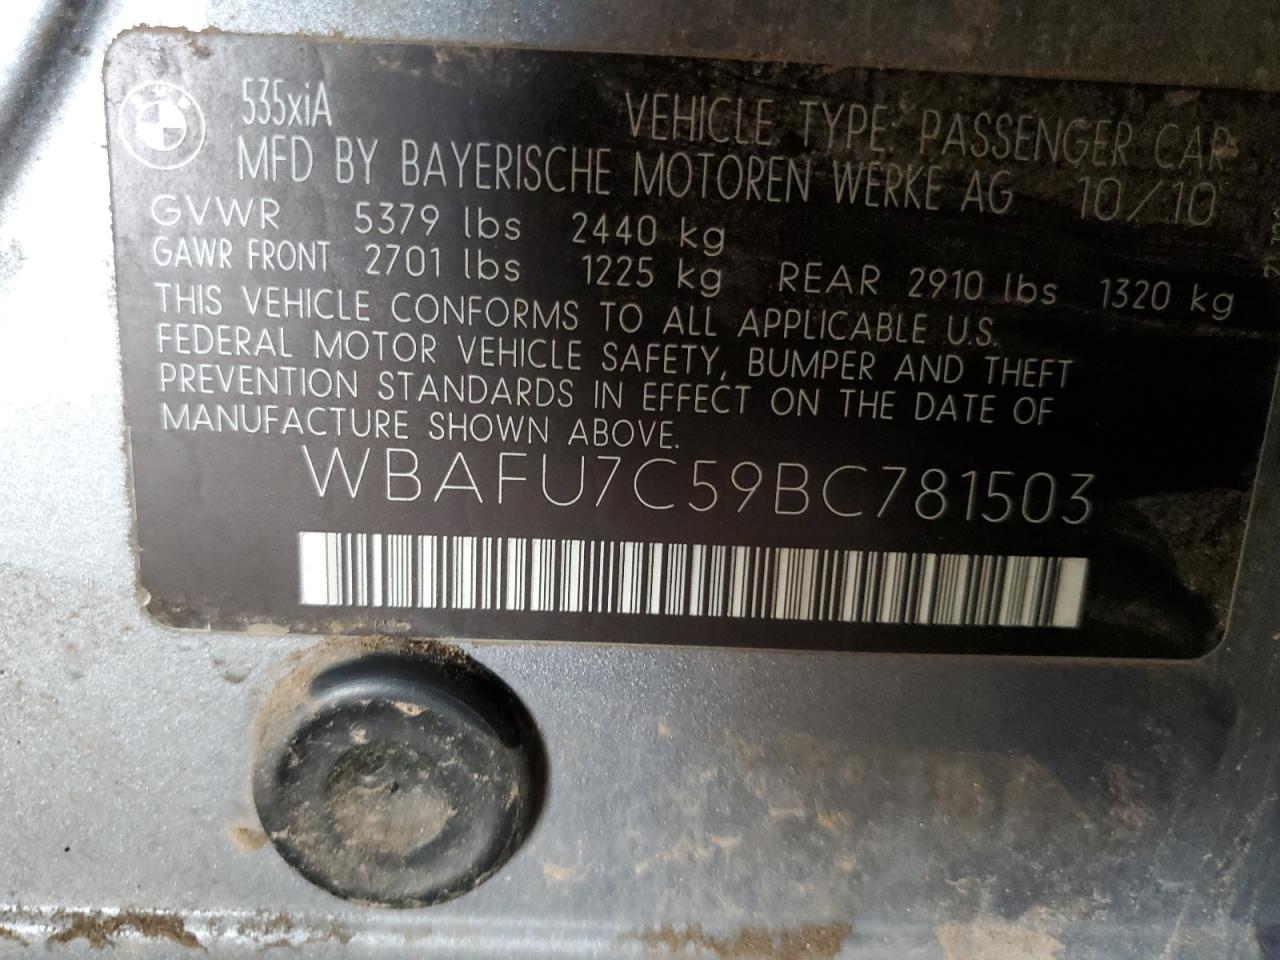 535xiA VEHICLE TYPE: PASSENGER CAR
MFD BY BAYERISCHE MOTOREN WERKE AG 10/10
GVWR 5379 lbs 2440 kg
GAWR FRONT 2701 lbs 1225 kg REAR 2910 lbs 1320 kg
THIS VEHICLE CONFORMS TO ALL APPLICABLE U.S.
FEDERAL MOTOR VEHICLE SAFETY, BUMPER AND THEFT
PREVENTION STANDARDS IN EFFECT ON THE DATE OF
MANUFACTURE SHOWN ABOVE.
WBAFU7C59BC781503